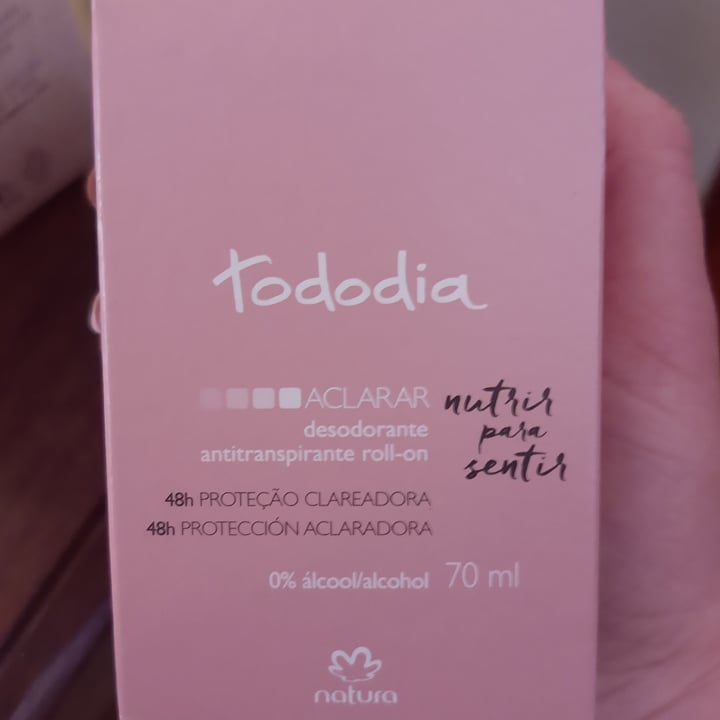 tododia
ACLARAR
desodorante
antitranspirante roll-on
nutrir
para
sentir
48h PROTEÇÃO CLAREADORA
48h PROTECCIÓN ACLARADORA
0% álcool/alcohol 70 ml
natura